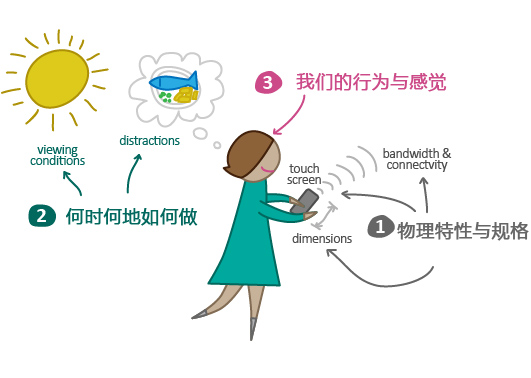 3 我们的行为与感觉
distractions
viewing
conditions
touch
screen
bandwidth &
connectvity
2 何时何地如何做
1 物理特性与规格
dimensions